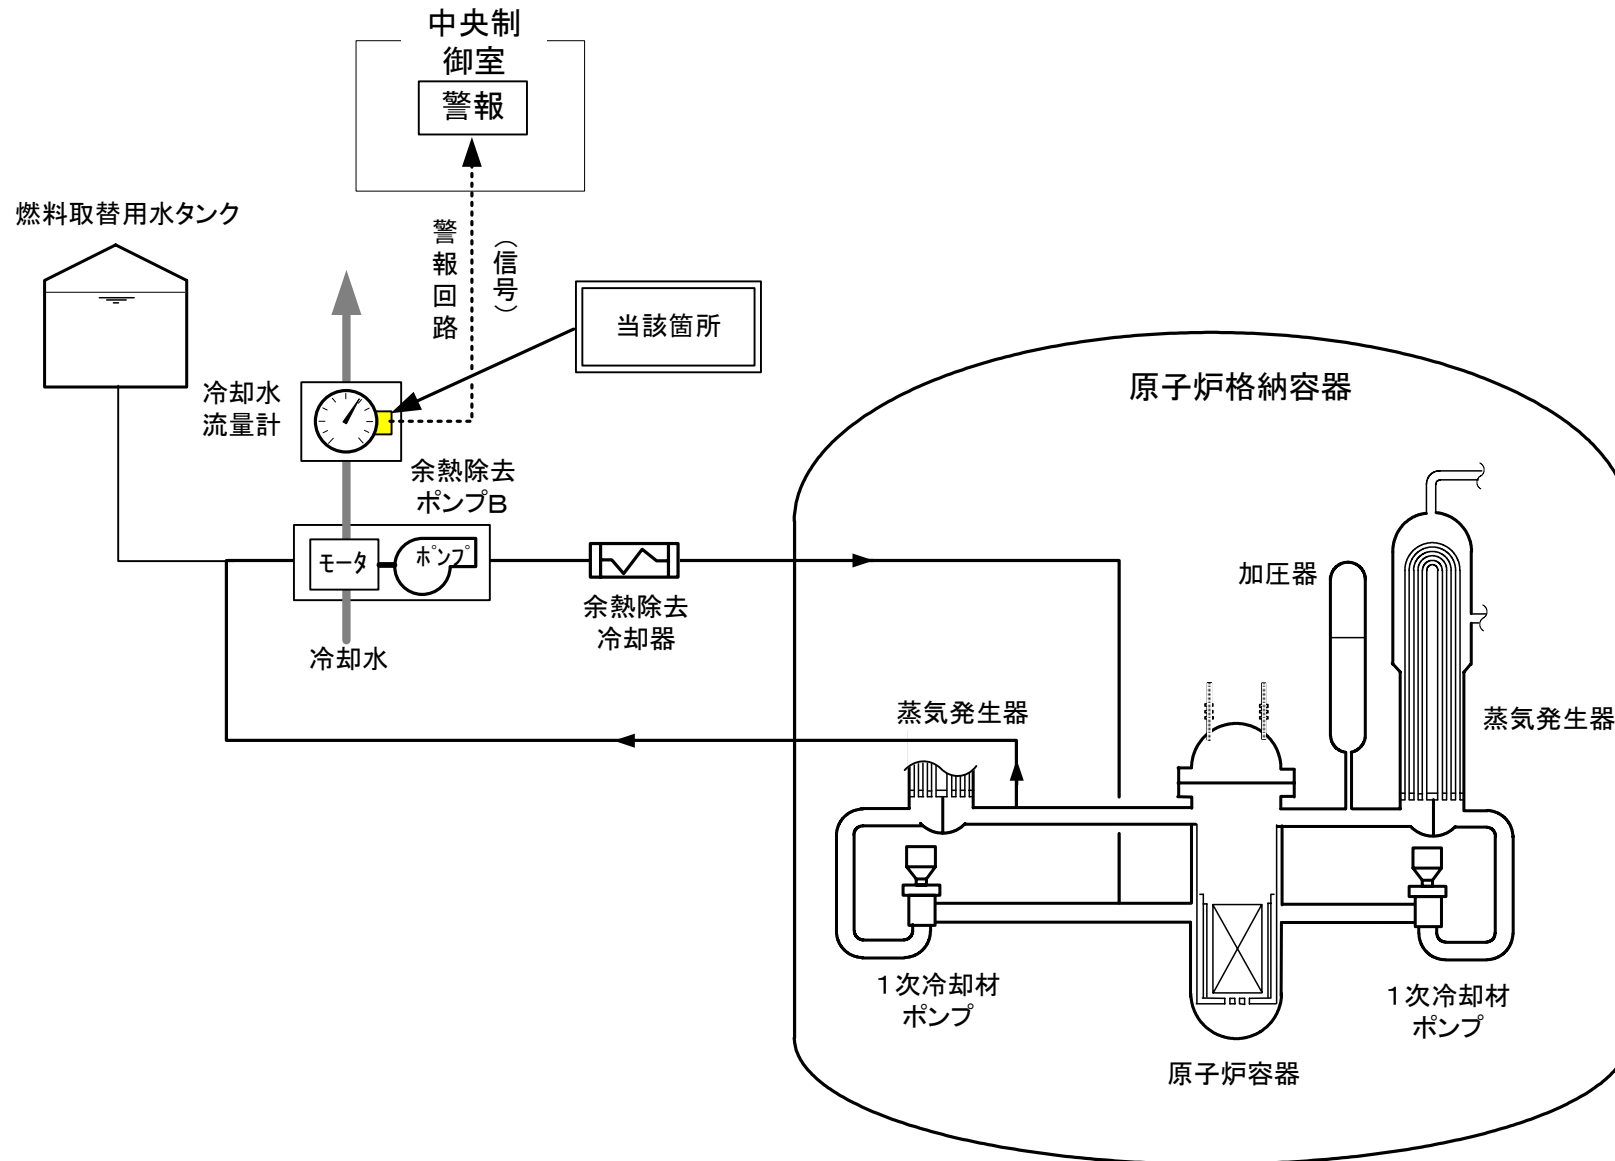 中央制
御室
警報
燃料取替用水タンク
警報回路
（信号）
当該箇所
冷却水
流量計
原子炉格納容器
余熱除去
ポンプB
モータ
ポンプ
加圧器
余熱除去
冷却器
冷却水
蒸気発生器
蒸気発生器
1次冷却材
ポンプ
1次冷却材
ポンプ
原子炉容器